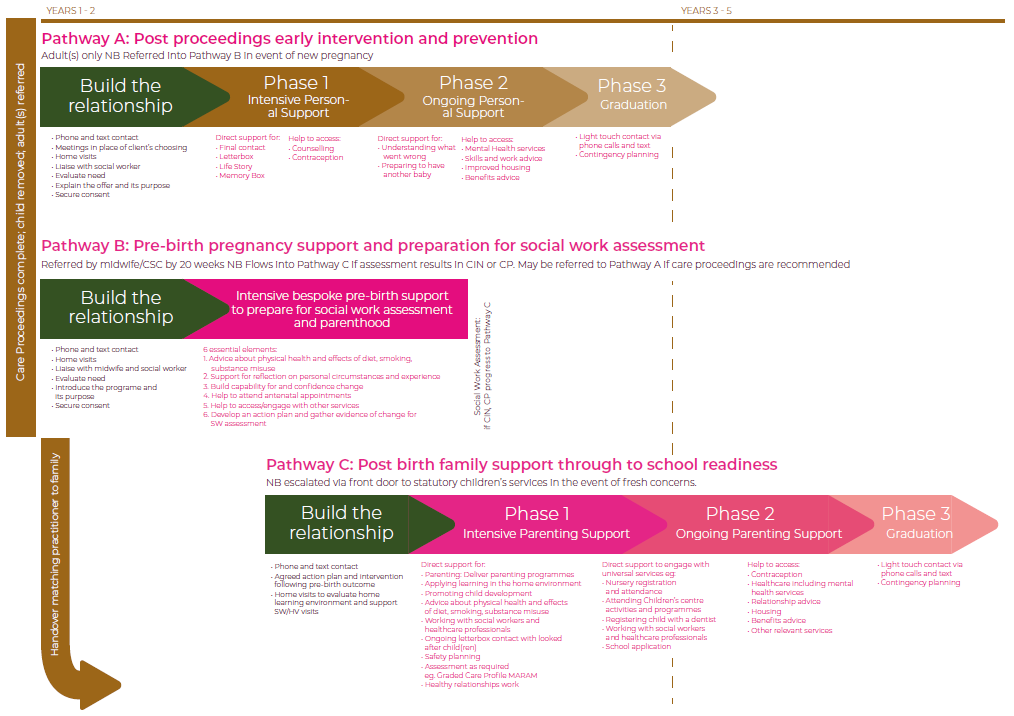 YEARS 1 - 2
YEARS 3 - 5
Care Proceedings complete; child removed; adult(s) referred
Pathway A: Post proceedings early intervention and prevention
Adult(s) only NB Referred Into Pathway B In event of new pregnancy
Build the
relationship
Phase 1
Intensive Person-
al Support
Phase 2
Ongoing Person-
al Support
Phase 3
Graduation
• Phone and text contact
• Meetings in place of client's choosing
• Home visits
• Liaise with social worker
• Evaluate need
• Explain the offer and its purpose
• Secure consent
Direct support for:
• Final contact
• Letterbox
• Life Story
• Memory Box
Help to access:
• Counselling
• Contraception
Direct support for:
• Understanding what
went wrong
• Preparing to have
another baby
Help to access:
• Mental Health services
• Skills and work advice
• Improved housing
• Benefits advice
• Light touch contact via
phone calls and text
• Contingency planning
Pathway B: Pre-birth pregnancy support and preparation for social work assessment
Referred by midwife/CSC by 20 weeks NB Flows Into Pathway C If assessment results In CIN or CP. May be referred to Pathway A If care proceedings are recommended
Build the
relationship
Intensive bespoke pre-birth support
to prepare for social work assessment
and parenthood
• Phone and text contact
• Home visits
• Liaise with midwife and social worker
• Evaluate need
• Introduce the programe and
its purpose
• Secure consent
6 essential elements:
1. Advice about physical health and effects of diet, smoking,
substance misuse
2. Support for reflection on personal circumstances and experience
3. Build capability for and confidence change
4. Help to attend antenatal appointments
5. Help to access/engage with other services
6. Develop an action plan and gather evidence of change for
SW assessment
Social Work Assessment:
if CIN, CP progress to Pathway C
Handover matching practitioner to family
Pathway C: Post birth family support through to school readiness
NB escalated via front door to statutory children's services In the event of fresh concerns.
Build the
relationship
Phase 1
Intensive Parenting Support
Phase 2
Ongoing Parenting Support
Phase 3
Graduation
• Phone and text contact
• Agreed action plan and intervention
following pre-birth outcome
• Home visits to evaluate home
learning environment and support
SW/HV visits
Direct support for:
• Parenting: Deliver parenting programmes
• Applying learning in the home environment
• Promoting child development
• Advice about physical health and effects
of diet, smoking, substance misuse
• Working with social workers and
healthcare professionals
• Ongoing letterbox contact with looked
after child(ren)
• Safety planning
• Assessment as required
eg. Graded Care Profile MARAM
• Healthy relationships work
Direct support to engage with
universal services eg
• Nursery registration
and attendance
• Attending Children's centre
activities and programmes
• Registering child with a dentist
• Working with social workers
and healthcare professionals
• School application
Help to access:
• Contraception
• Healthcare including mental
health services
• Relationship advice
• Housing
• Benefits advice
• Other relevant services
• Light touch contact via
phone calls and text
• Contingency planning